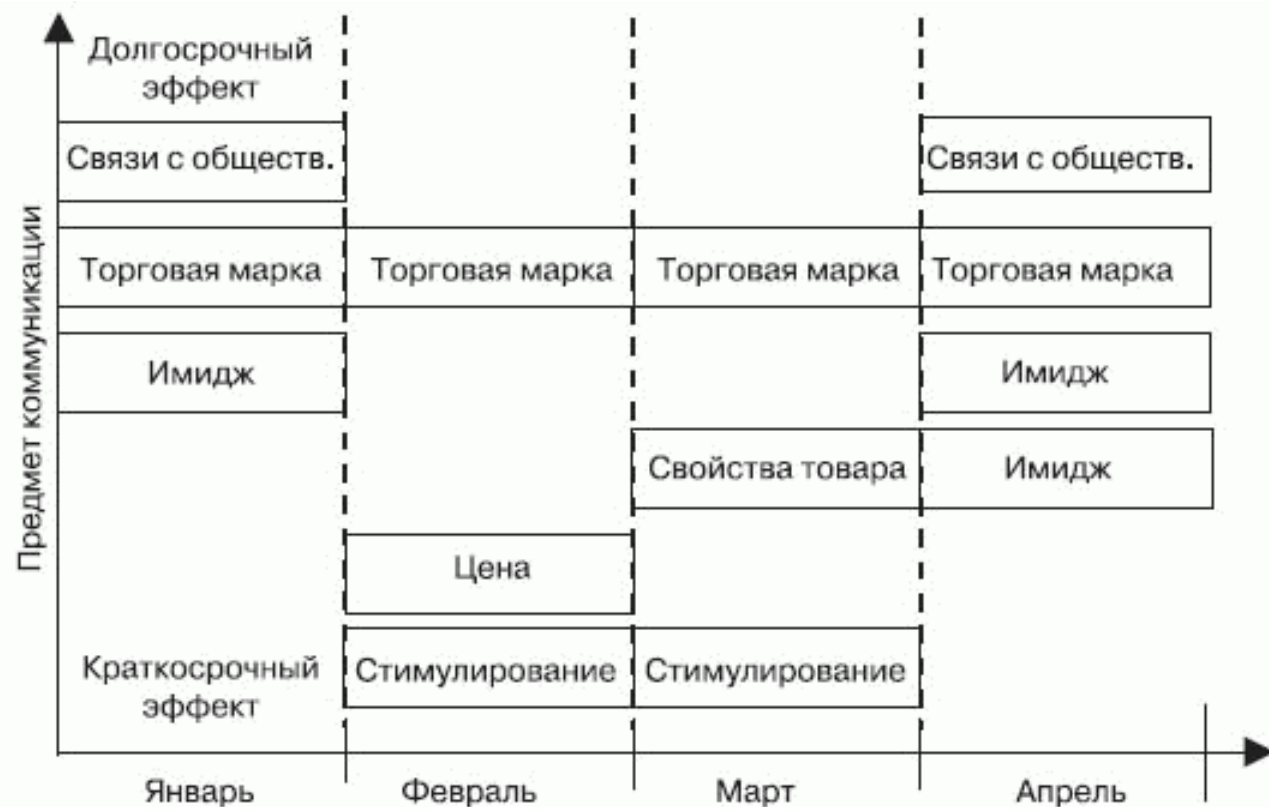 Долгосрочный
эффект
Связи с обществ.
Связи с обществ.
Торговая марка
Торговая марка
Торговая марка
Торговая марка
Имидж
Имидж
Свойства товара
Имидж
Цена
Краткосрочный
эффект
Стимулирование
Стимулирование
Предмет коммуникации
Январь
Февраль
Март
Апрель